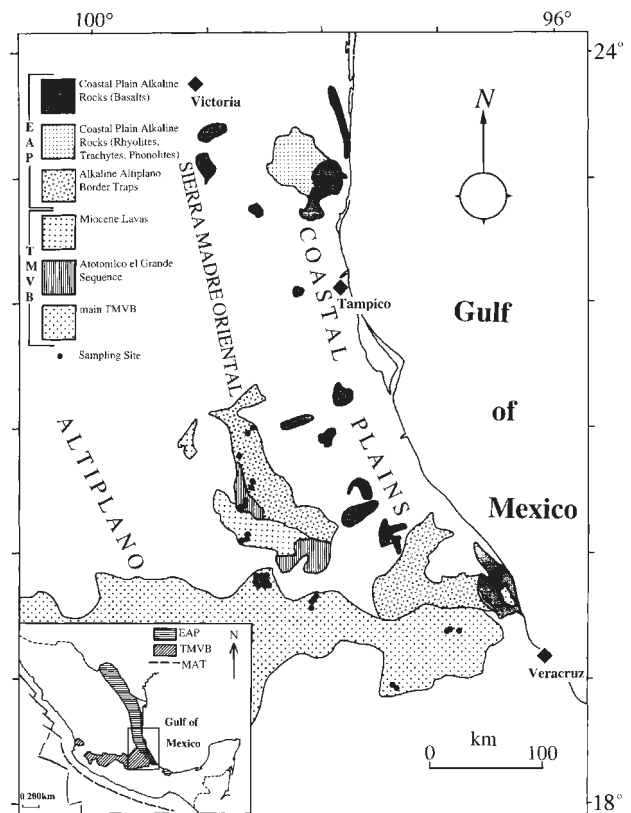 100°
96°
24°
Coastal Plain Alkaline
Rocks (Basalts)
Coastal Plain Alkaline
Rocks (Rhyolites,
Trachytes, Phonolites)
Alkaline Altiplano
Border Traps
EAP
Miocene Lavas
Atotonilco el Grande
Sequence
main TMVB
TMVB
Sampling Site
Victoria
N
SIERRA MADRE ORIENTAL
COASTAL
PLAINS
Tampico
Gulf
of
Mexico
ALTIPLANO
Veracruz
km
0 100
18°
EAP
TMVB
MAT
N
Gulf of
Mexico
0 200km